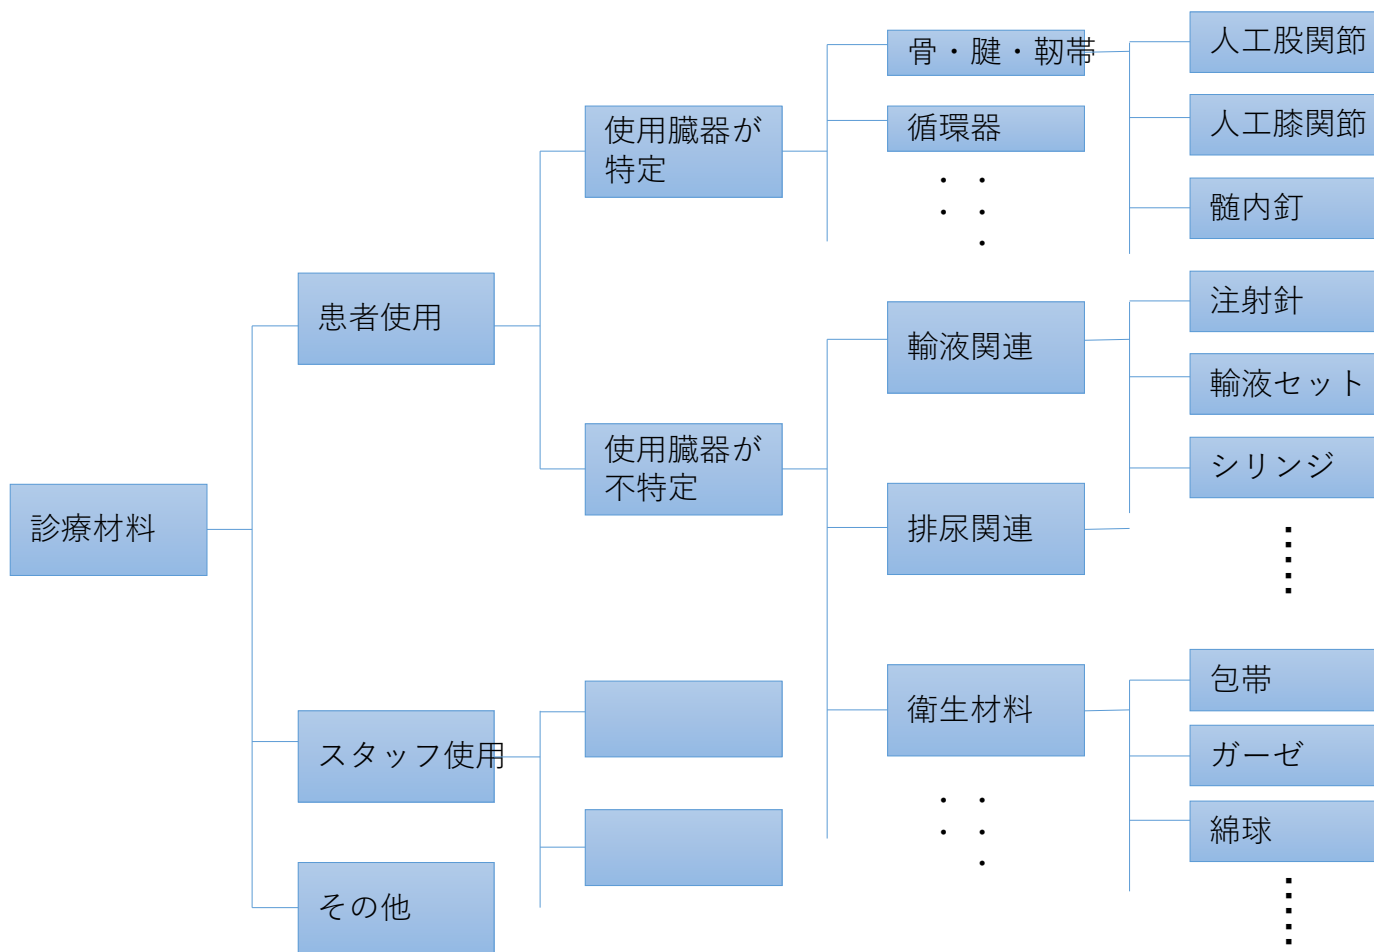 診療材料
患者使用
スタッフ使用
その他
使用臓器が
特定
使用臓器が
不特定
骨・腱・靭帯
循環器
輸液関連
排尿関連
衛生材料
人工股関節
人工膝関節
髄内釘
注射針
輸液セット
シリンジ
包帯
ガーゼ
綿球